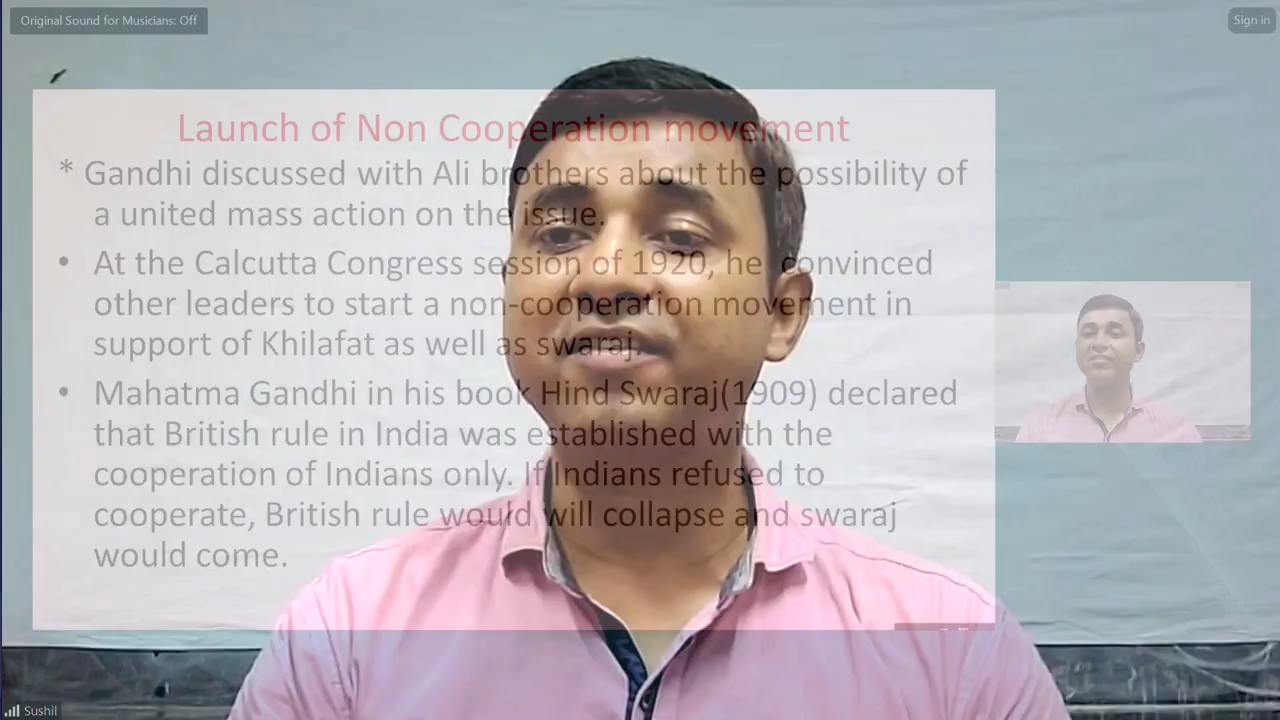 Original Sound for Musicians: Off
Sign in
Launch of Non Cooperation movement
* Gandhi discussed with Ali brothers about the possibility of
a united mass action on the issue.
• At the Calcutta Congress session of 1920, he convinced
other leaders to start a non-cooperation movement in
support of Khilafat as well as swaraj.
• Mahatma Gandhi in his book Hind Swaraj(1909) declared
that British rule in India was established with the
cooperation of Indians only. If Indians refused to
cooperate, British rule would will collapse and swaraj
would come.
Sushil